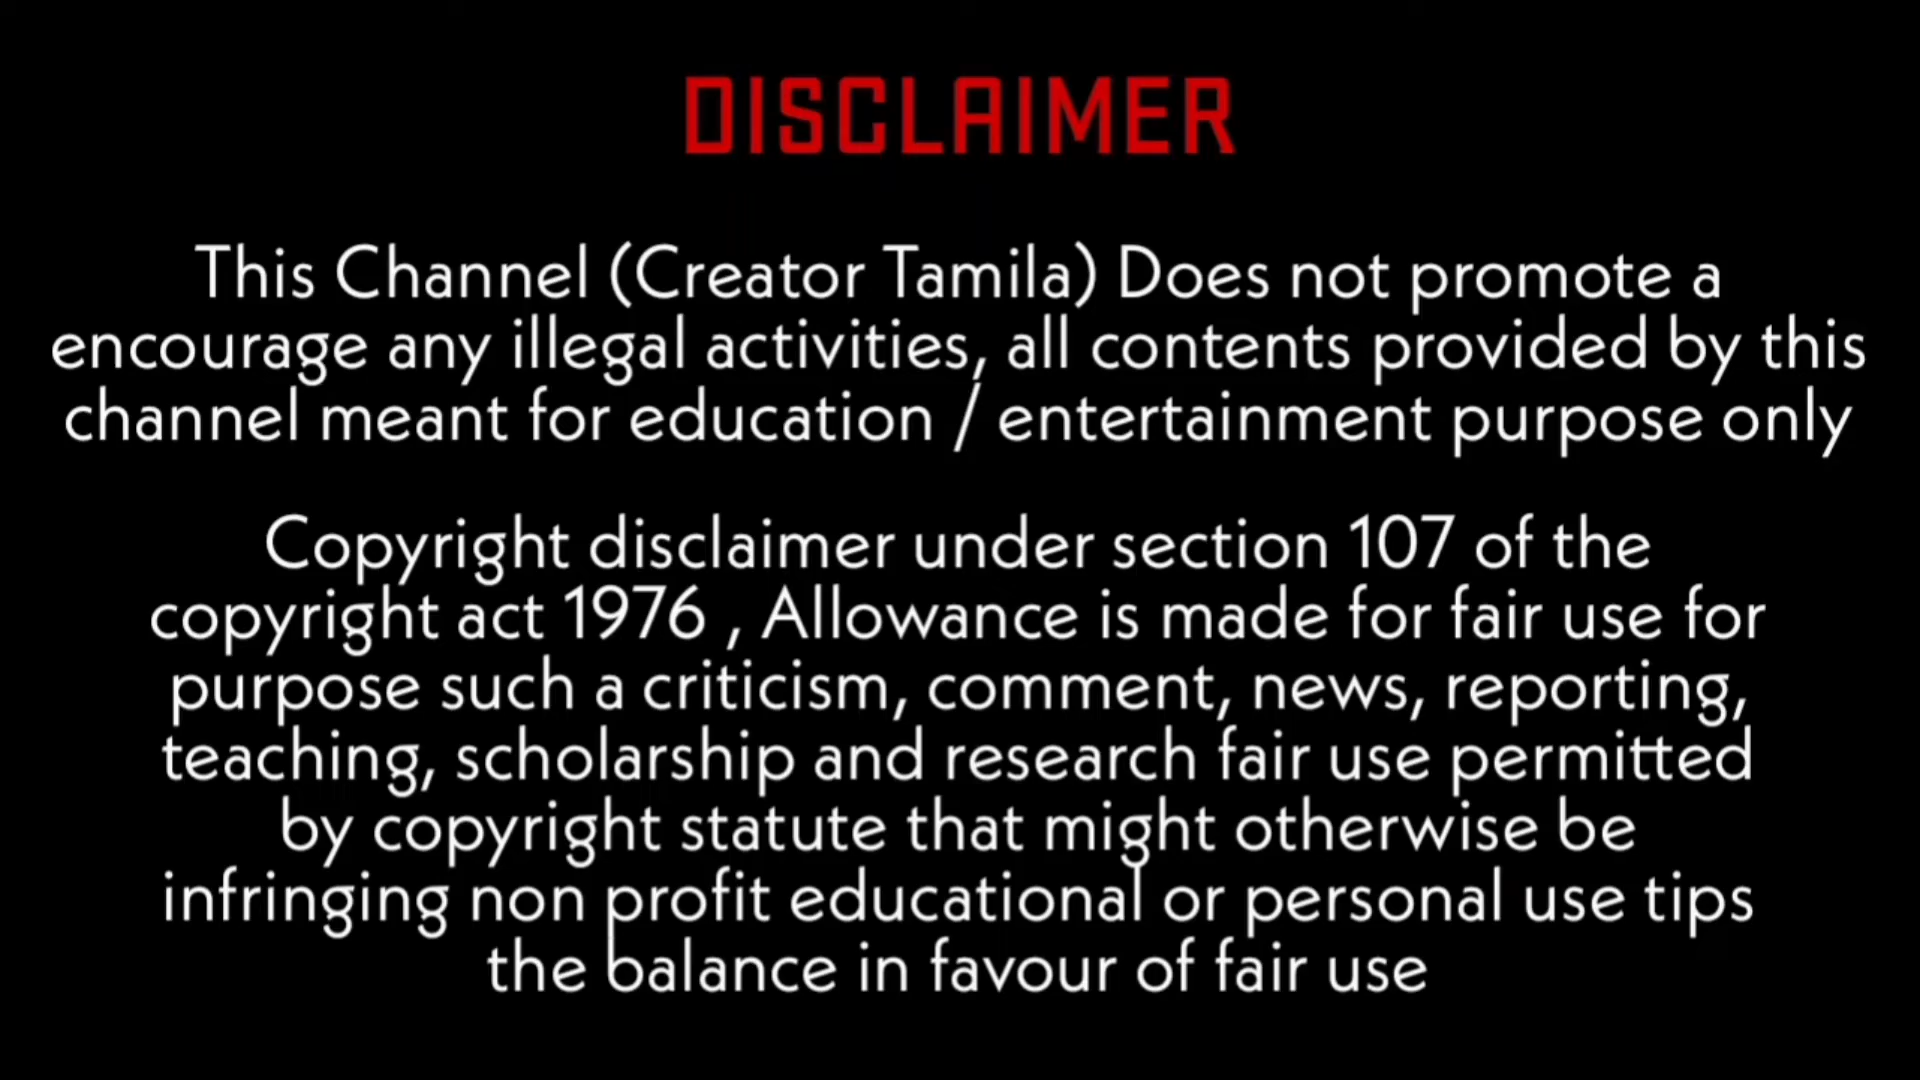 DISCLAIMER
This Channel (Creator Tamila) Does not promote a
encourage any illegal activities, all contents provided by this
channel meant for education / entertainment purpose only
Copyright disclaimer under section 107 of the
copyright act 1976 , Allowance is made for fair use for
purpose such a criticism, comment, news, reporting,
teaching, scholarship and research fair use permitted
by copyright statute that might otherwise be
infringing non profit educational or personal use tips
the balance in favour of fair use